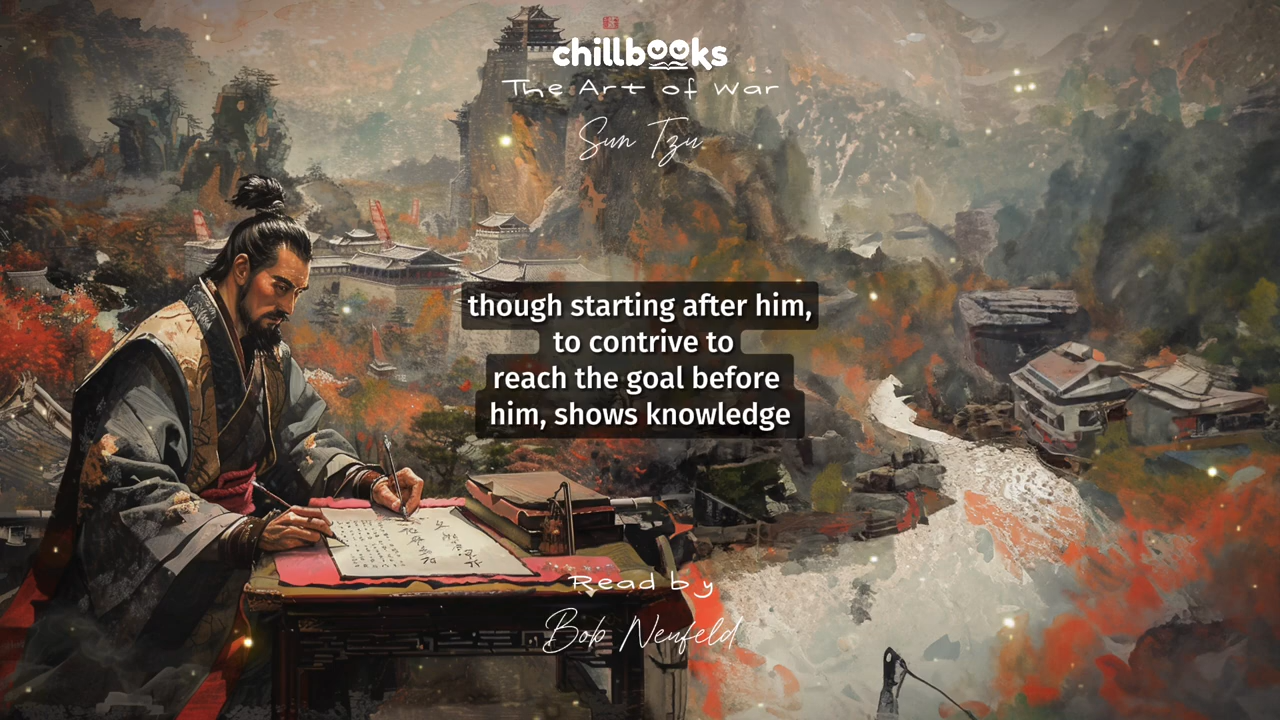 chillbooks
The Art of War
Sun Tzu
though starting after him,
to contrive to
reach the goal before
him, shows knowledge
Read by
Bob Neufeld